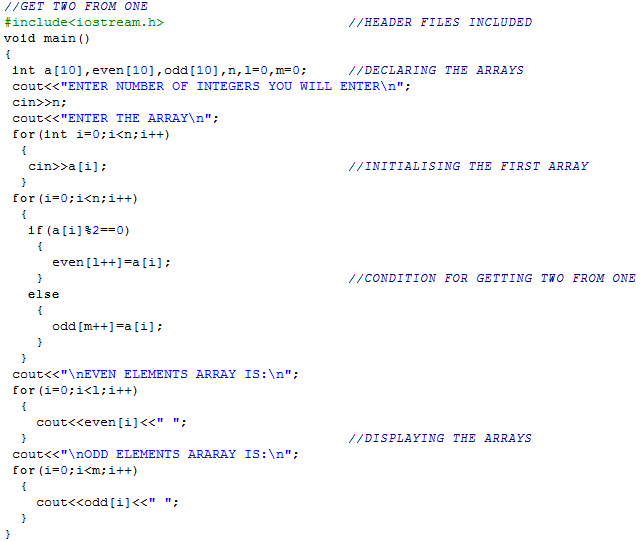 //GET TWO FROM ONE
#include<iostream.h> //HEADER FILES INCLUDED
void main()
{
int a[10],even[10],odd[10],n,l=0,m=0; //DECLARING THE ARRAYS
cout<<"ENTER NUMBER OF INTEGERS YOU WILL ENTER\n";
cin>>n;
cout<<"ENTER THE ARRAY\n";
for(int i=0;i<n;i++)
{
cin>>a[i]; //INITIALISING THE FIRST ARRAY
}
for(i=0;i<n;i++)
{
if(a[i]%2==0)
{
even[l++]=a[i];
} //CONDITION FOR GETTING TWO FROM ONE
else
{
odd[m++]=a[i];
}
}
cout<<"\nEVEN ELEMENTS ARRAY IS:\n";
for(i=0;i<l;i++)
{
cout<<even[i]<<" ";
} //DISPLAYING THE ARRAYS
cout<<"\nODD ELEMENTS ARARAY IS:\n";
for(i=0;i<m;i++)
{
cout<<odd[i]<<" ";
}
}